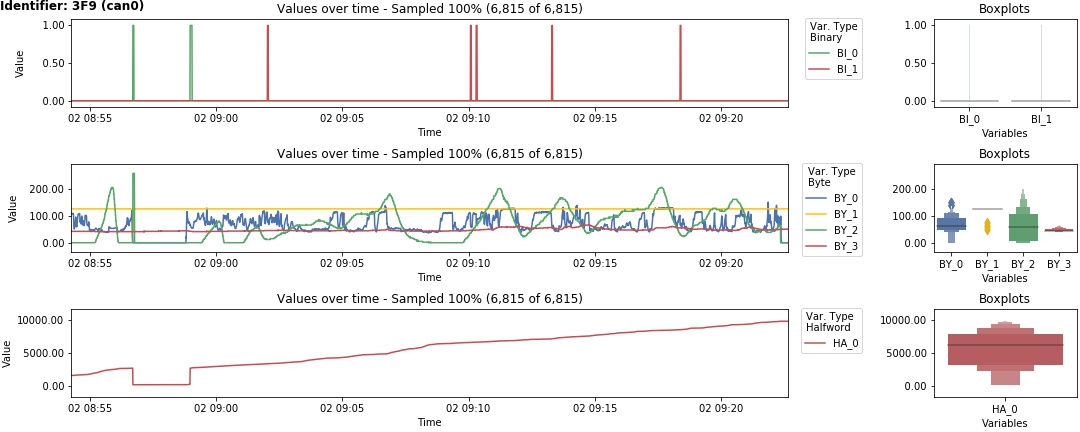 Identifier: 3F9 (can0)
Values over time - Sampled 100% (6,815 of 6,815)
Boxplots
Value
1.00
0.50
0.00
02 08:55
02 09:00
02 09:05
02 09:10
02 09:15
02 09:20
Time
Var. Type
Binary
BI_0
BI_1
1.00
0.50
0.00
BI_0
BI_1
Variables
Values over time - Sampled 100% (6,815 of 6,815)
Boxplots
Value
200.00
100.00
0.00
02 08:55
02 09:00
02 09:05
02 09:10
02 09:15
02 09:20
Time
Var. Type
Byte
BY_0
BY_1
BY_2
BY_3
200.00
100.00
0.00
BY_0
BY_1
BY_2
BY_3
Variables
Values over time - Sampled 100% (6,815 of 6,815)
Boxplots
Value
10000.00
5000.00
0.00
02 08:55
02 09:00
02 09:05
02 09:10
02 09:15
02 09:20
Time
Var. Type
Halfword
HA_0
10000.00
5000.00
0.00
HA_0
Variables